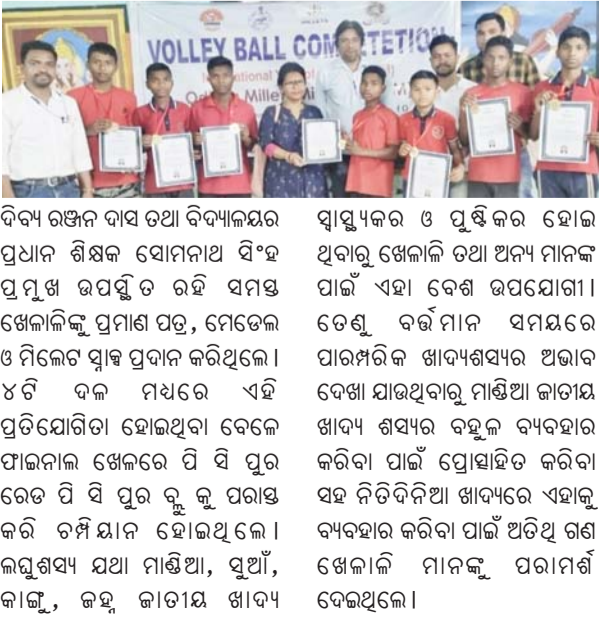 VOLLEY BALL COMPETETION
ଦିବ୍ୟ ରଞ୍ଜନ ଦାସ ତଥା ବିଦ୍ୟାଳୟର
ପ୍ରଧାନ ଶିକ୍ଷକ ସୋମନାଥ ସିଂହ
ପ୍ରମୁଖ ଉପସ୍ଥିତ ରହି ସମସ୍ତ
ଖେଳାଳିଙ୍କୁ ପ୍ରମାଣ ପତ୍ର, ମେଡେଲ
ଓ ମିଲେଟ ସ୍ନାକ୍ସ ପ୍ରଦାନ କରିଥିଲେ।
୪ଟି ଦଳ ମଧ୍ୟରେ ଏହି
ପ୍ରତିଯୋଗିତା ହୋଇଥିବା ବେଳେ
ଫାଇନାଲ ଖେଳରେ ପି ସି ପୁର
ରେଡ ପି ସି ପୁର ବ୍ଲୁ କୁ ପରାସ୍ତ
କରି ଚମ୍ପିୟାନ ହୋଇଥିଲେ।
ଲଘୁଶସ୍ୟ ଯଥା ମାଣ୍ଡିଆ, ସୁଆଁ,
କାଙ୍ଗୁ, ଜହ୍ନ ଜାତୀୟ ଖାଦ୍ୟ
ସ୍ୱାସ୍ଥ୍ୟକର ଓ ପୁଷ୍ଟିକର ହୋଇ
ଥିବାରୁ ଖେଳାଳି ତଥା ଅନ୍ୟ ମାନଙ୍କ
ପାଇଁ ଏହା ବେଶ ଉପଯୋଗୀ।
ତେଣୁ ବର୍ତ୍ତମାନ ସମୟରେ
ପାରମ୍ପରିକ ଖାଦ୍ୟଶସ୍ୟର ଅଭାବ
ଦେଖା ଯାଉଥିବାରୁ ମାଣ୍ଡିଆ ଜାତୀୟ
ଖାଦ୍ୟ ଶସ୍ୟର ବହୁଳ ବ୍ୟବହାର
କରିବା ପାଇଁ ପ୍ରୋତ୍ସାହିତ କରିବା
ସହ ନିତିଦିନିଆ ଖାଦ୍ୟରେ ଏହାକୁ
ବ୍ୟବହାର କରିବା ପାଇଁ ଅତିଥି ଗଣ
ଖେଳାଳି ମାନଙ୍କୁ ପରାମର୍ଶ
ଦେଇଥିଲେ।